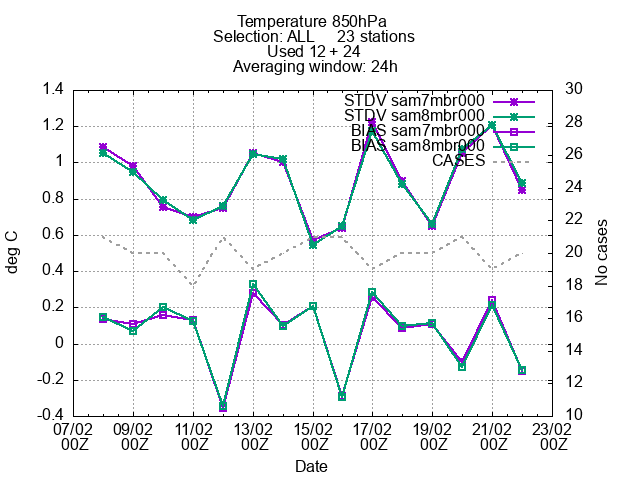 Temperature 850hPa
Selection: ALL 23 stations
Used 12 + 24
Averaging window: 24h
STDV sam7mbr000
STDV sam8mbr000
BIAS sam7mbr000
BIAS sam8mbr000
CASES
deg C
1.4
1.2
1
0.8
0.6
0.4
0.2
0
-0.2
-0.4
No cases
30
28
26
24
22
20
18
16
14
12
10
07/02 09/02 11/02 13/02 15/02 17/02 19/02 21/02 23/02
00Z 00Z 00Z 00Z 00Z 00Z 00Z 00Z 00Z
Date